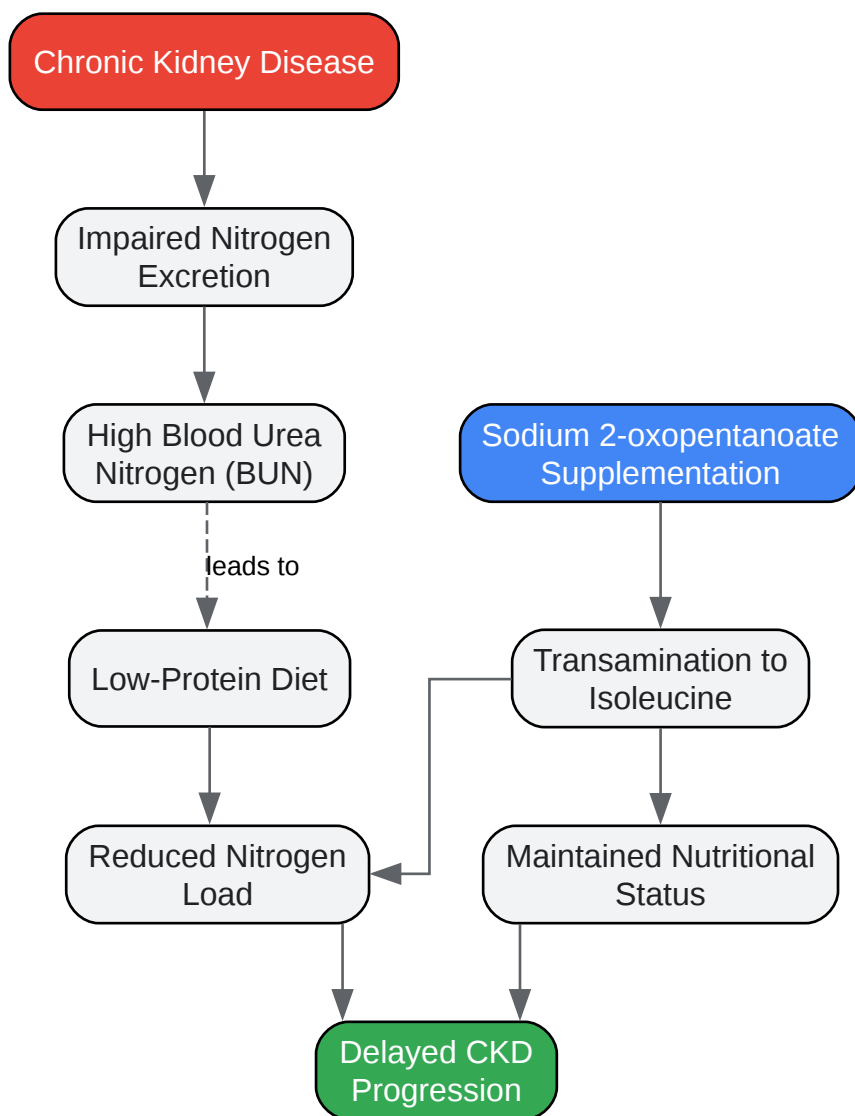 Chronic Kidney Disease
Impaired Nitrogen
Excretion
High Blood Urea
Nitrogen (BUN)
Sodium 2-oxopentanoate
Supplementation
leads to
Low-Protein Diet
Transamination to
Isoleucine
Reduced Nitrogen
Load
Maintained Nutritional
Status
Delayed CKD
Progression